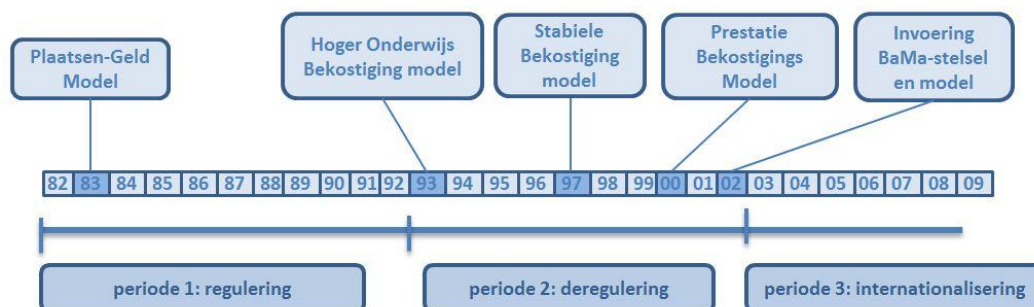 Plaatsen-Geld
Model
Hoger Onderwijs
Bekostiging model
Stabiele
Bekostiging
model
Prestatie
Bekostigings
Model
Invoering
BaMa-stelsel
en model
82 83 84 85 86 87 88 89 90 91 92 93 94 95 96 97 98 99 00 01 02 03 04 05 06 07 08 09
periode 1: regulering
periode 2: deregulering
periode 3: internationalisering